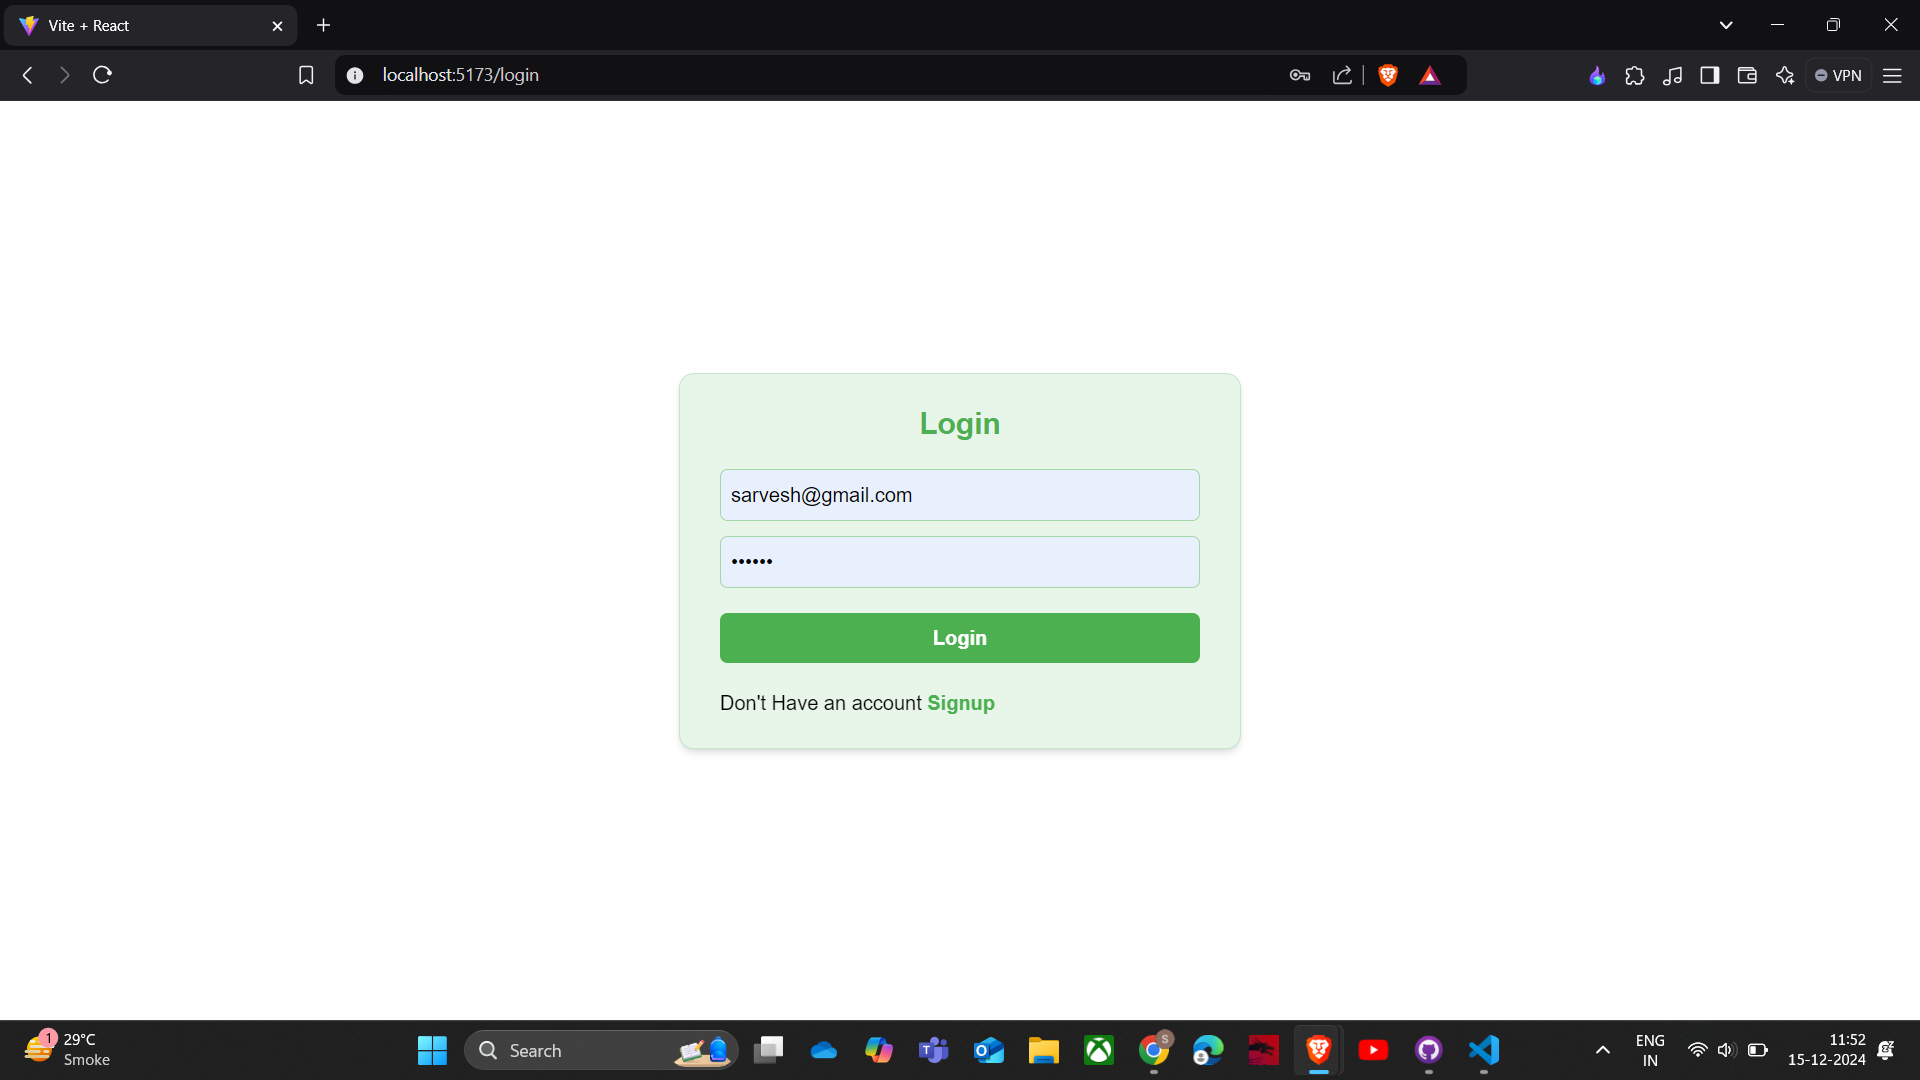 Vite + React
localhost:5173/login
VPN
Login
sarvesh@gmail.com
••••••
Login
Don't Have an account Signup
1
29°C
Smoke
Search
S
ENG
IN
11:52
15-12-2024